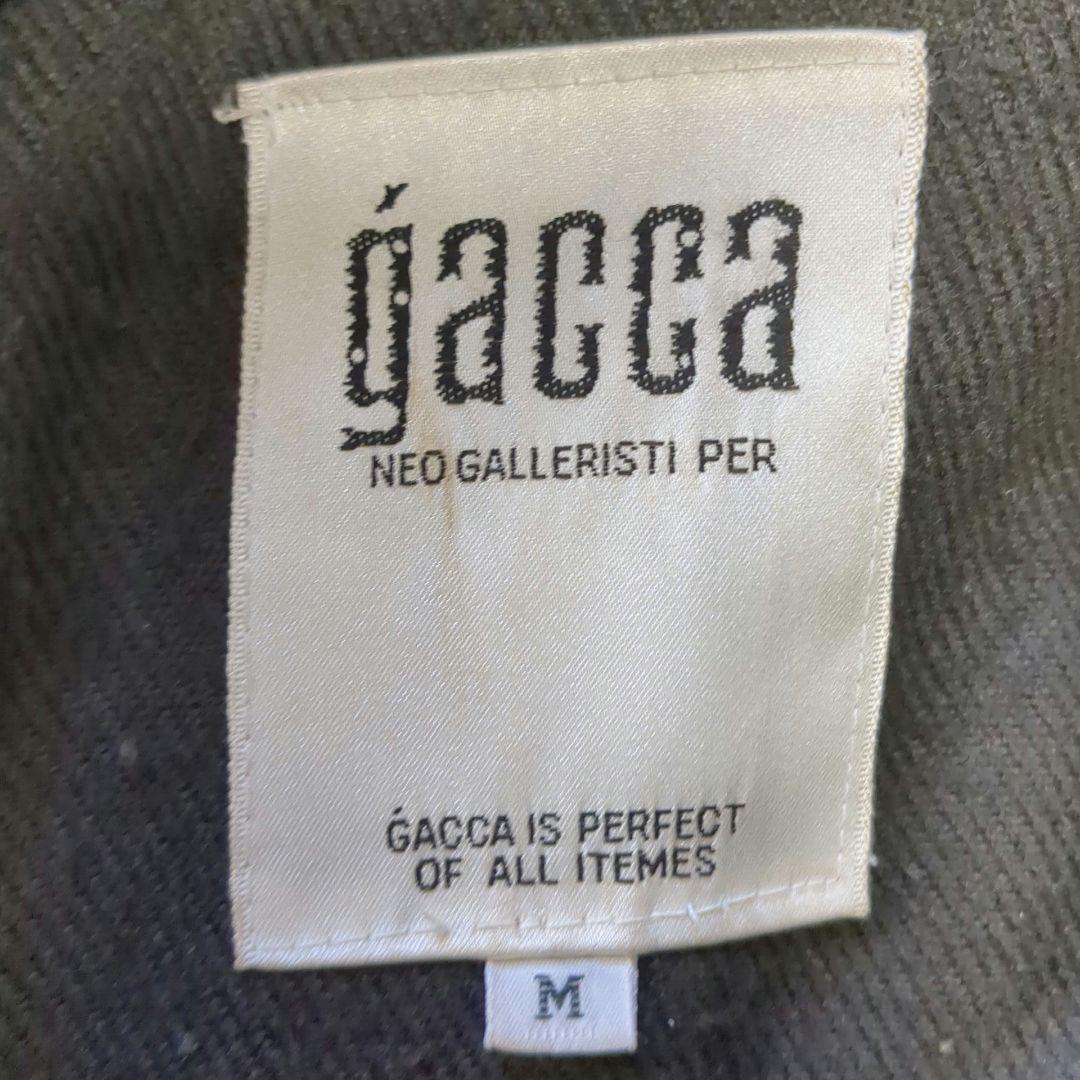 ǵacca
NEO GALLERISTI PER
ǴACCA IS PERFECT
OF ALL ITEMES
M